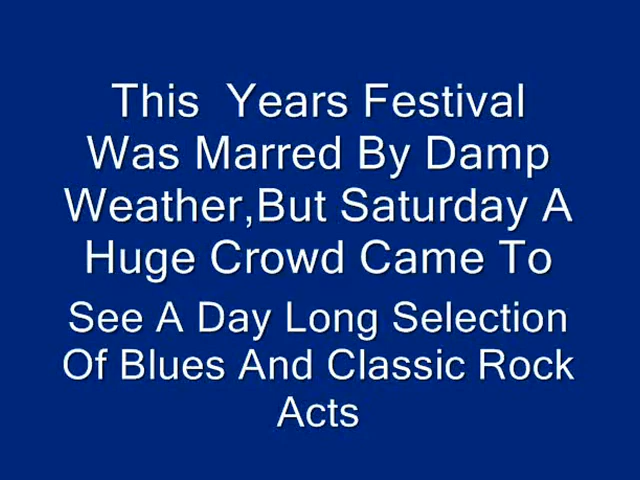 This  Years Festival
Was Marred By Damp
Weather,But Saturday A
Huge Crowd Came To
See A Day Long Selection
Of Blues And Classic Rock
Acts